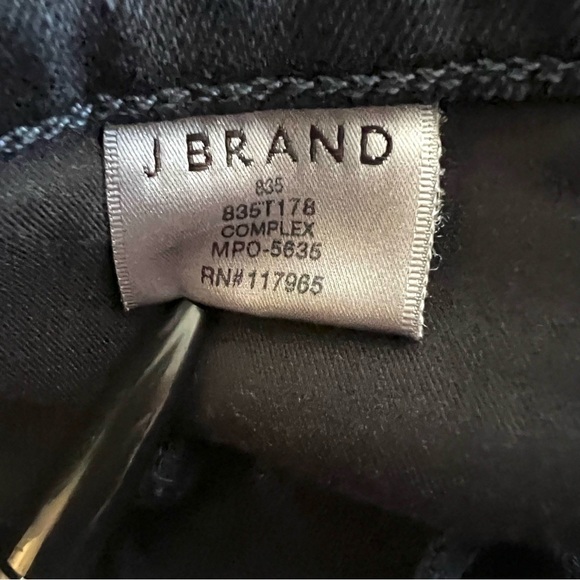 J BRAND
835
835T178
COMPLEX
MPO-5635
RN#117965